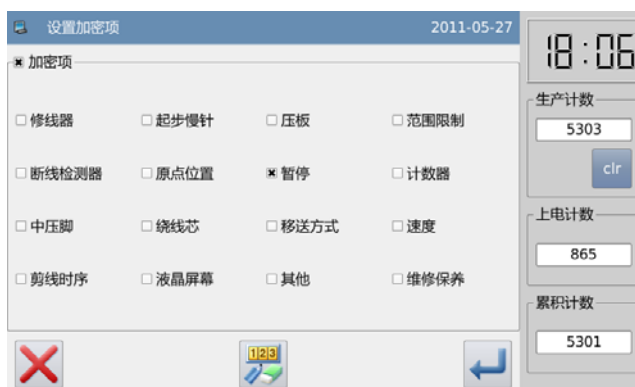 设置加密项 2011-05-27
加密项
修线器 起步慢针 压板 范围限制
断线检测器 原点位置 暂停 计数器
中压脚 绕线芯 移送方式 速度
剪线时序 液晶屏幕 其他 维修保养
123
18:06
生产计数
5303
clr
上电计数
865
累积计数
5301